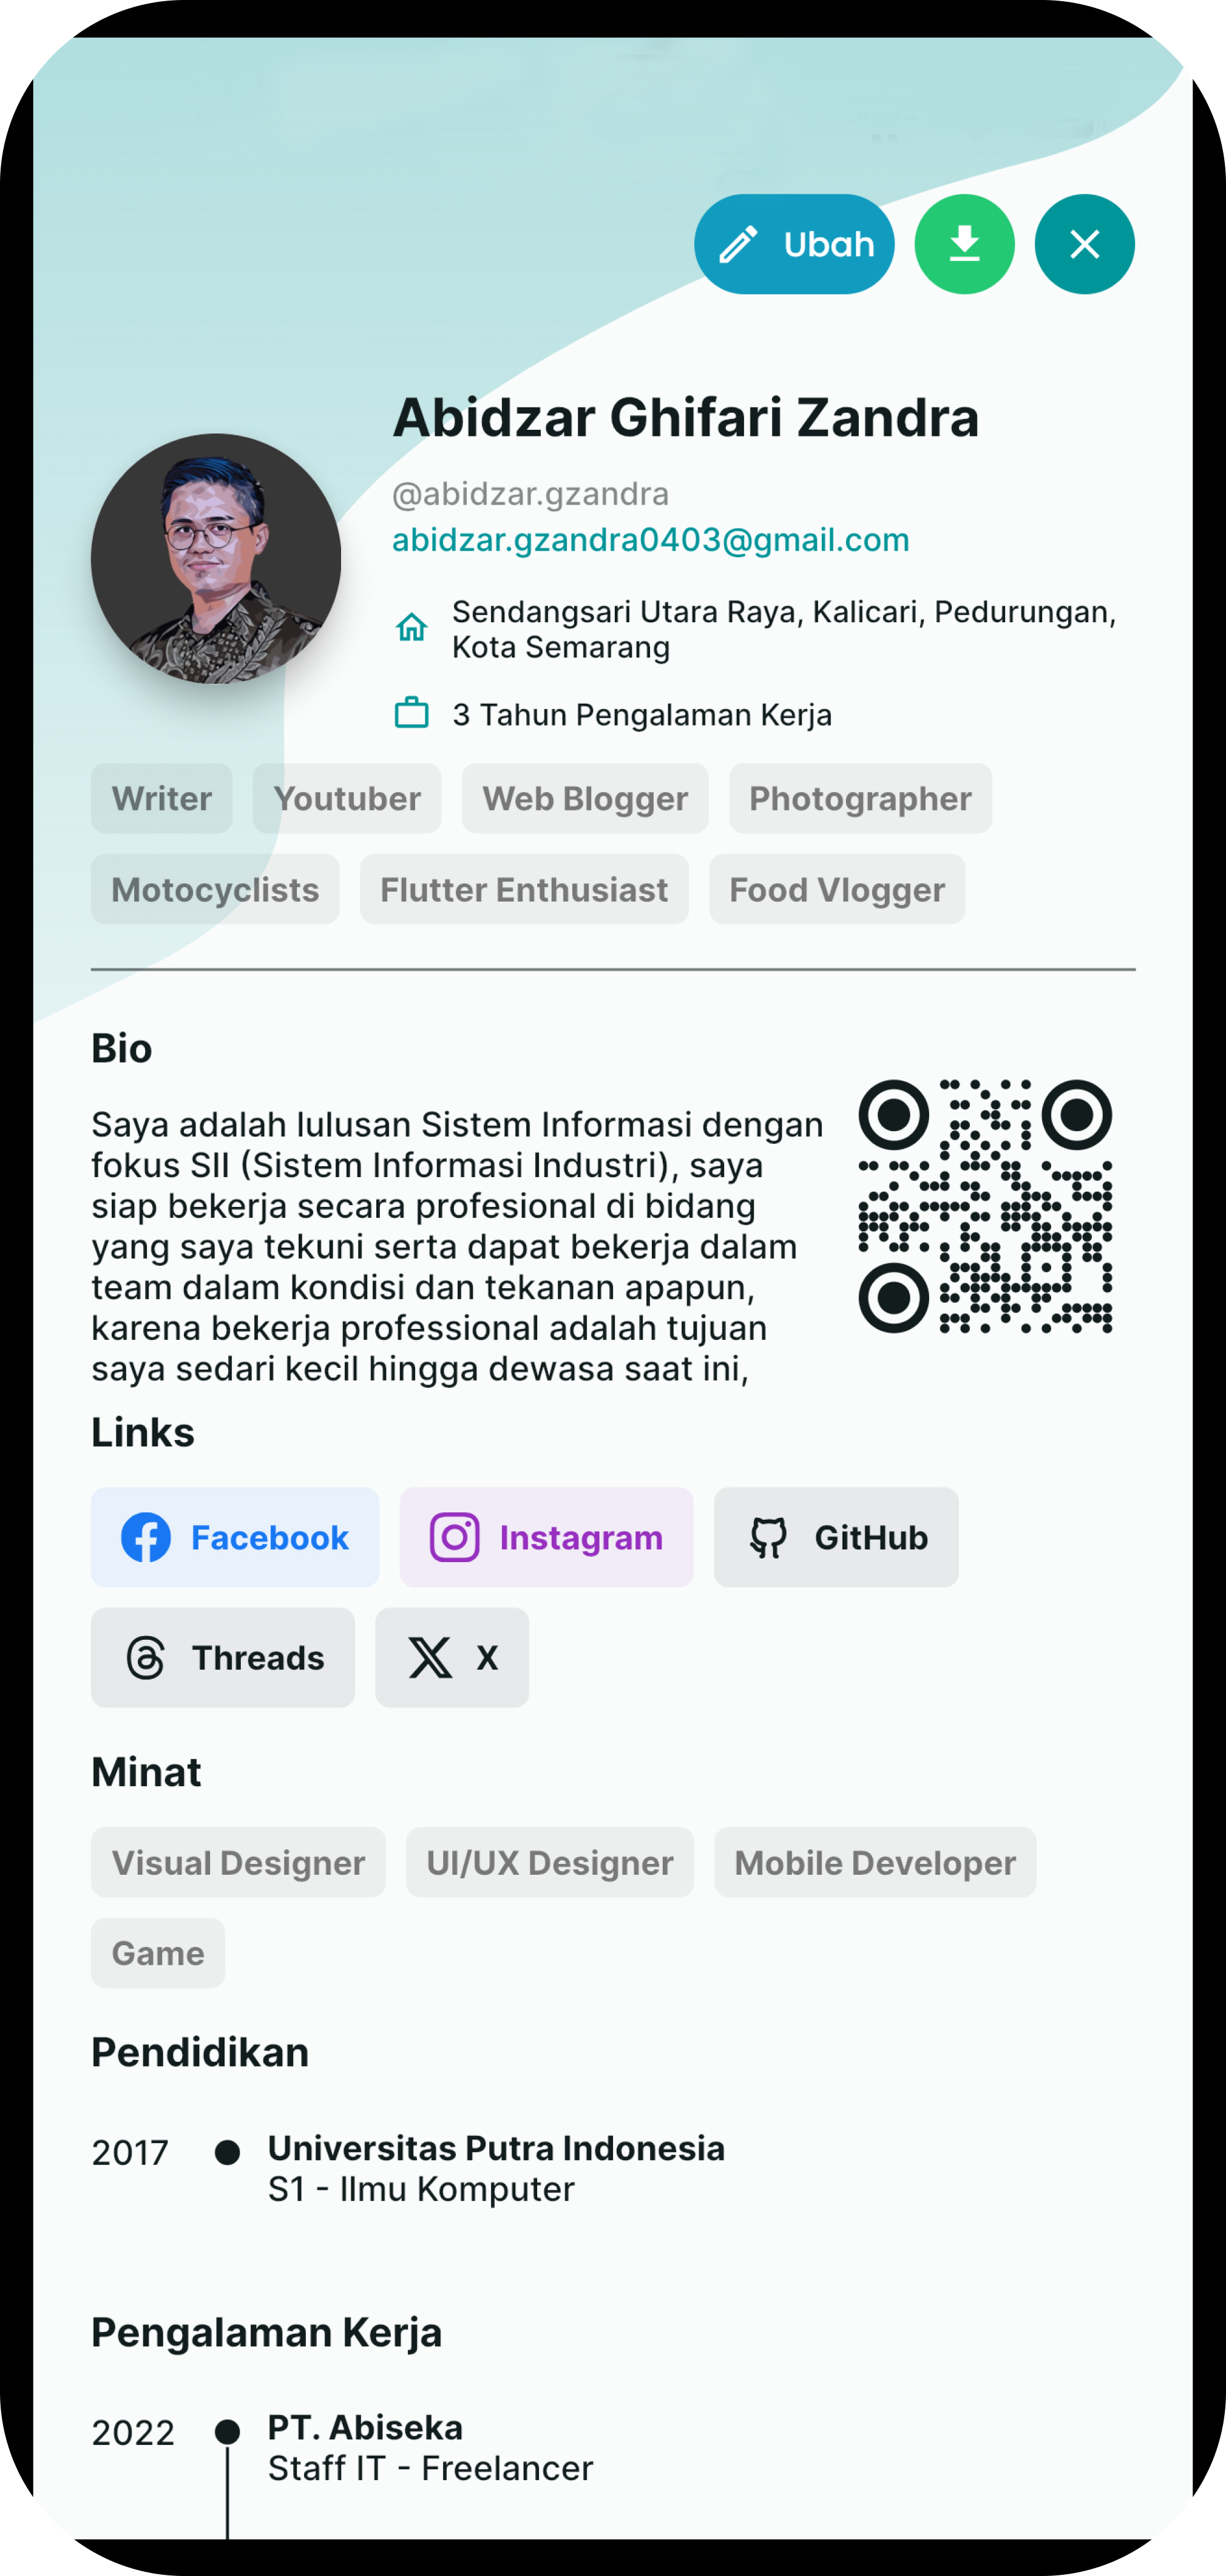 Ubah
Abidzar Ghifari Zandra
@abidzar.gzandra
abidzar.gzandra0403@gmail.com
Sendangsari Utara Raya, Kalicari, Pedurungan,
Kota Semarang
3 Tahun Pengalaman Kerja
Writer Youtuber Web Blogger Photographer
Motocyclists Flutter Enthusiast Food Vlogger
Bio
Saya adalah lulusan Sistem Informasi dengan
fokus SII (Sistem Informasi Industri), saya
siap bekerja secara profesional di bidang
yang saya tekuni serta dapat bekerja dalam
team dalam kondisi dan tekanan apapun,
karena bekerja professional adalah tujuan
saya sedari kecil hingga dewasa saat ini,
Links
Facebook Instagram GitHub
Threads X
Minat
Visual Designer UI/UX Designer Mobile Developer
Game
Pendidikan
2017 Universitas Putra Indonesia
S1 - Ilmu Komputer
Pengalaman Kerja
2022 PT. Abiseka
Staff IT - Freelancer